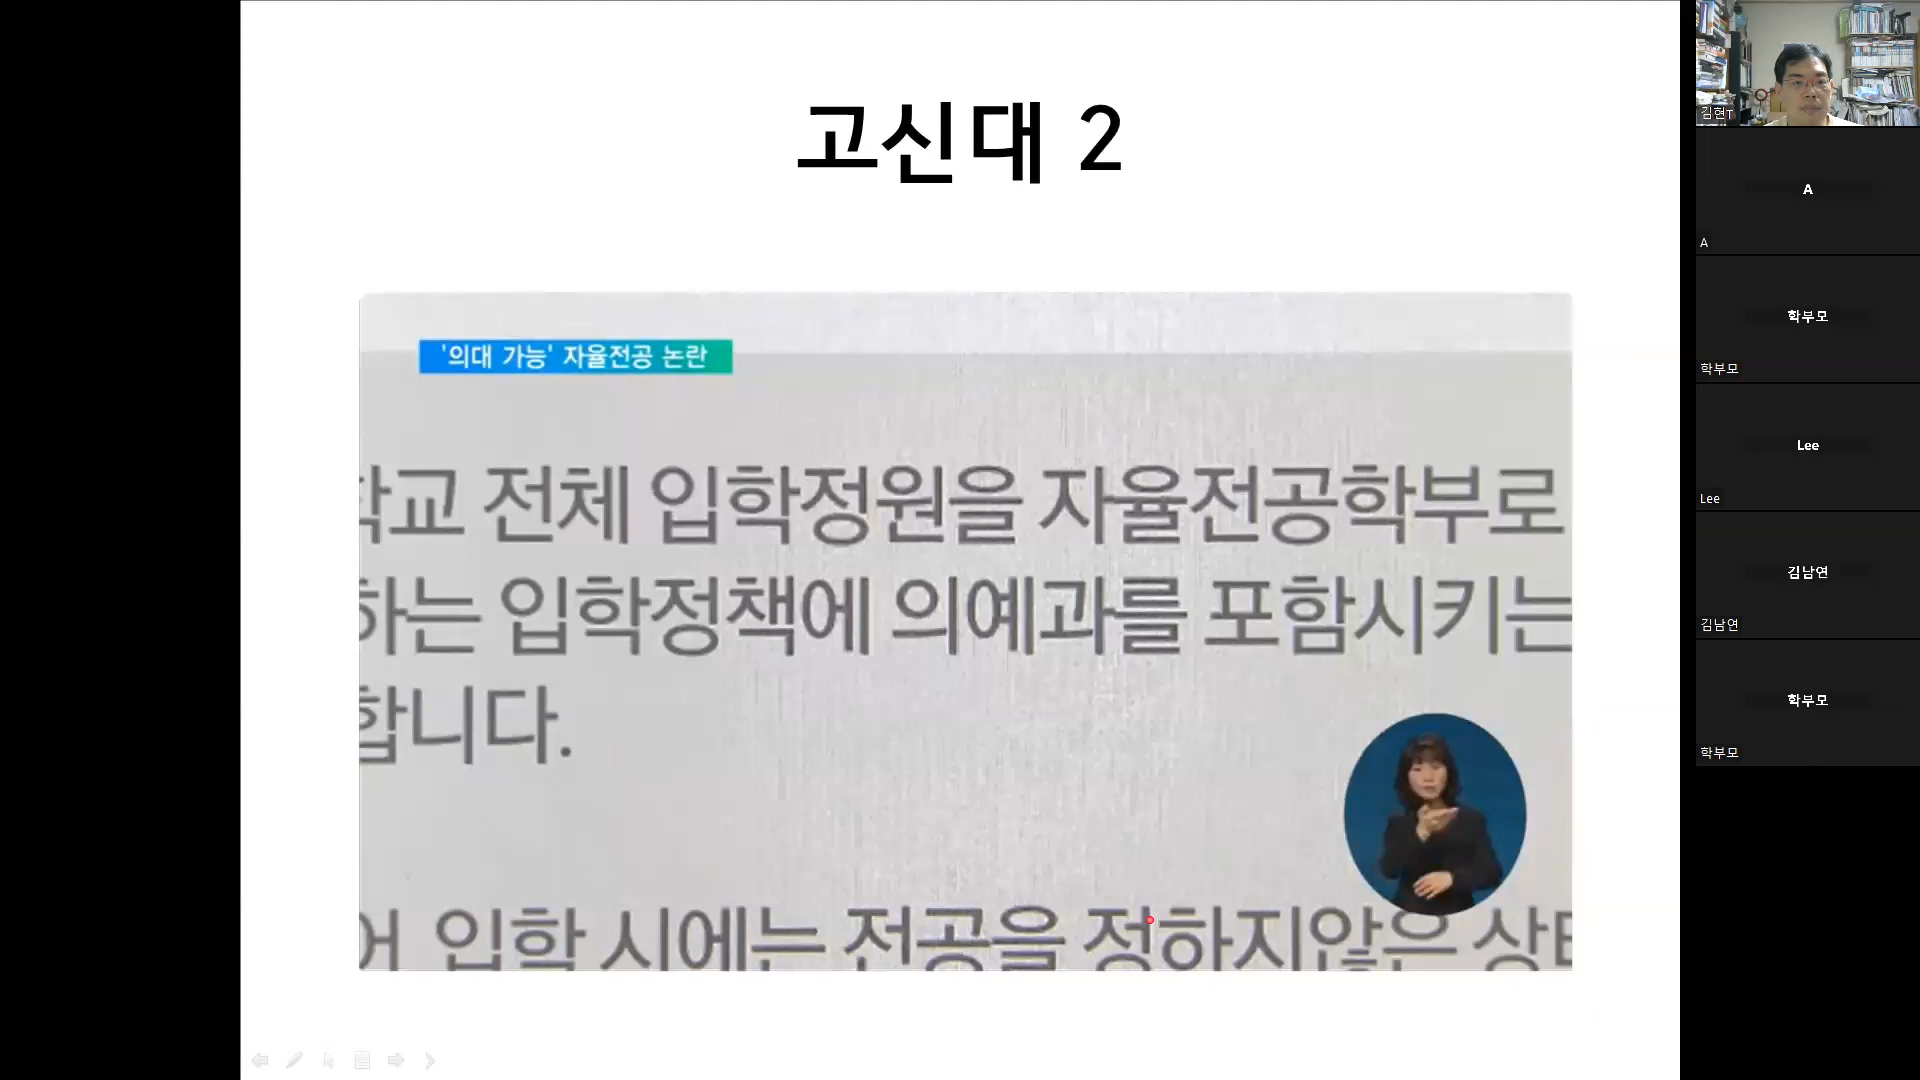 고신대 2
'의대 가능' 자율전공 논란
학교 전체 입학정원을 자율전공학부로
하는 입학정책에 의예과를 포함시키는
합니다.
입학 시에는 전공을 정하지않은
김현T
A
A
학부모
학부모
Lee
Lee
김남연
김남연
학부모
학부모